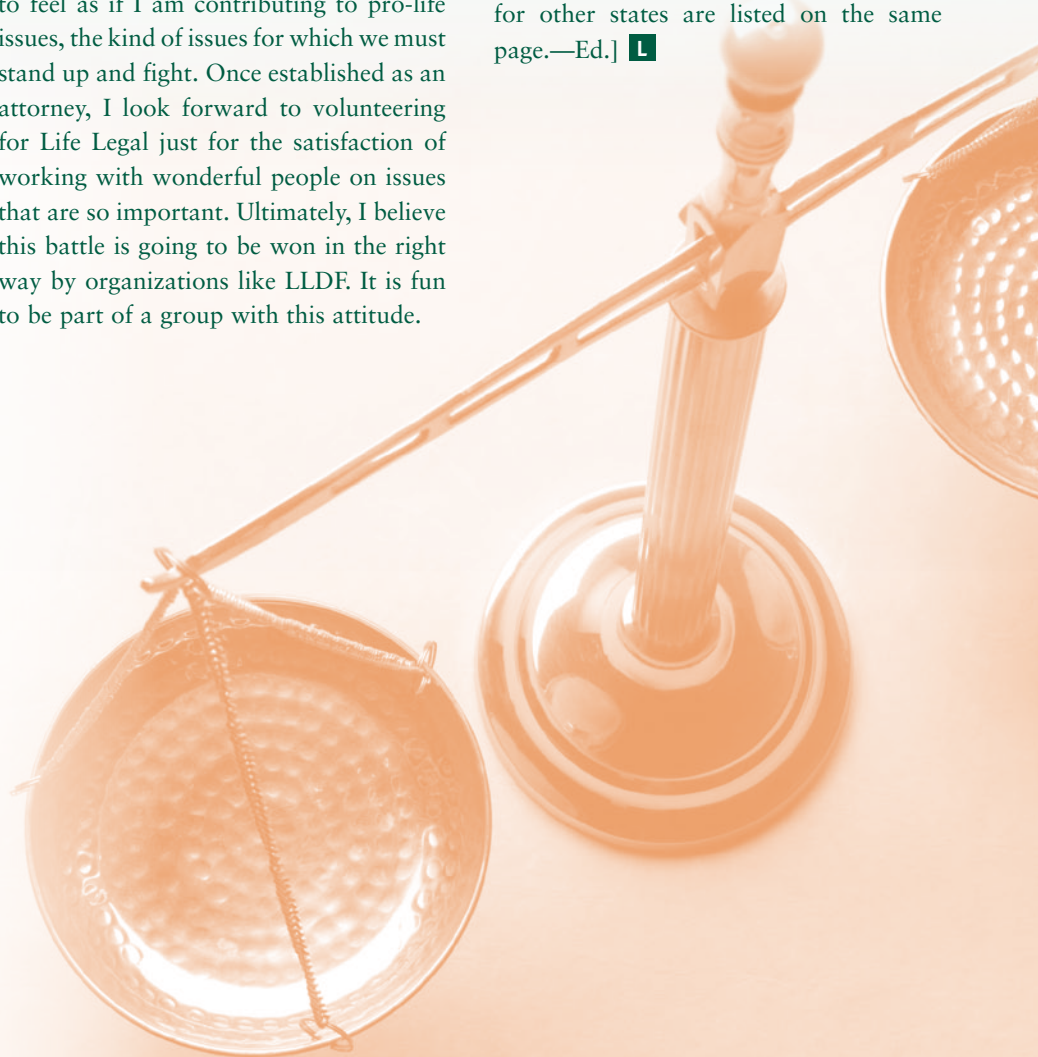 to feel as if I am contributing to pro-life
issues, the kind of issues for which we must
stand up and fight. Once established as an
attorney, I look forward to volunteering
for Life Legal just for the satisfaction of
working with wonderful people on issues
that are so important. Ultimately, I believe
this battle is going to be won in the right
way by organizations like LLDF. It is fun
to be part of a group with this attitude.
for other states are listed on the same
page.—Ed.] L